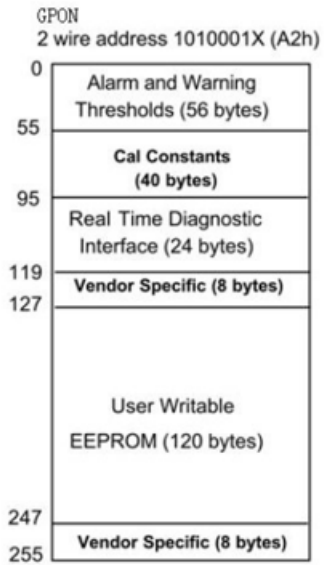 GPON
2 wire address 1010001X (A2h)
0
Alarm and Warning
Thresholds (56 bytes)
55
Cal Constants
(40 bytes)
95
Real Time Diagnostic
Interface (24 bytes)
119
Vendor Specific (8 bytes)
127
User Writable
EEPROM (120 bytes)
247
Vendor Specific (8 bytes)
255